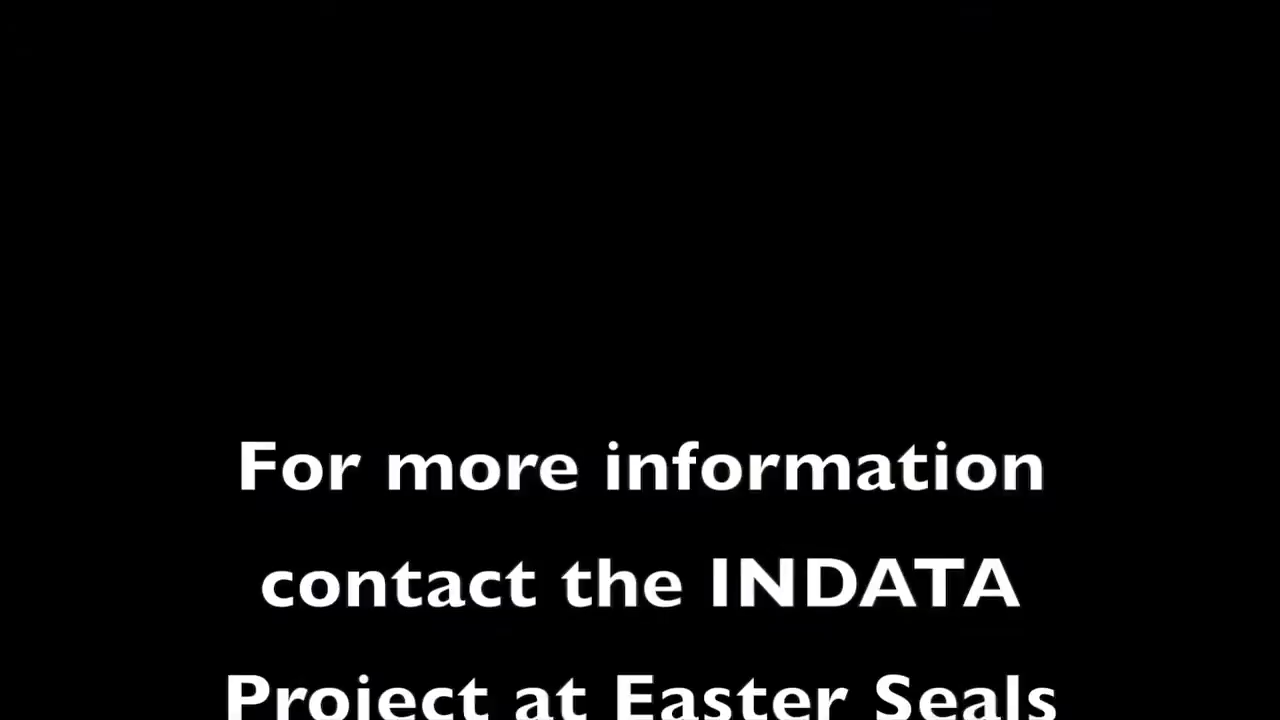 For more information
contact the INDATA
Project at Easter Seals